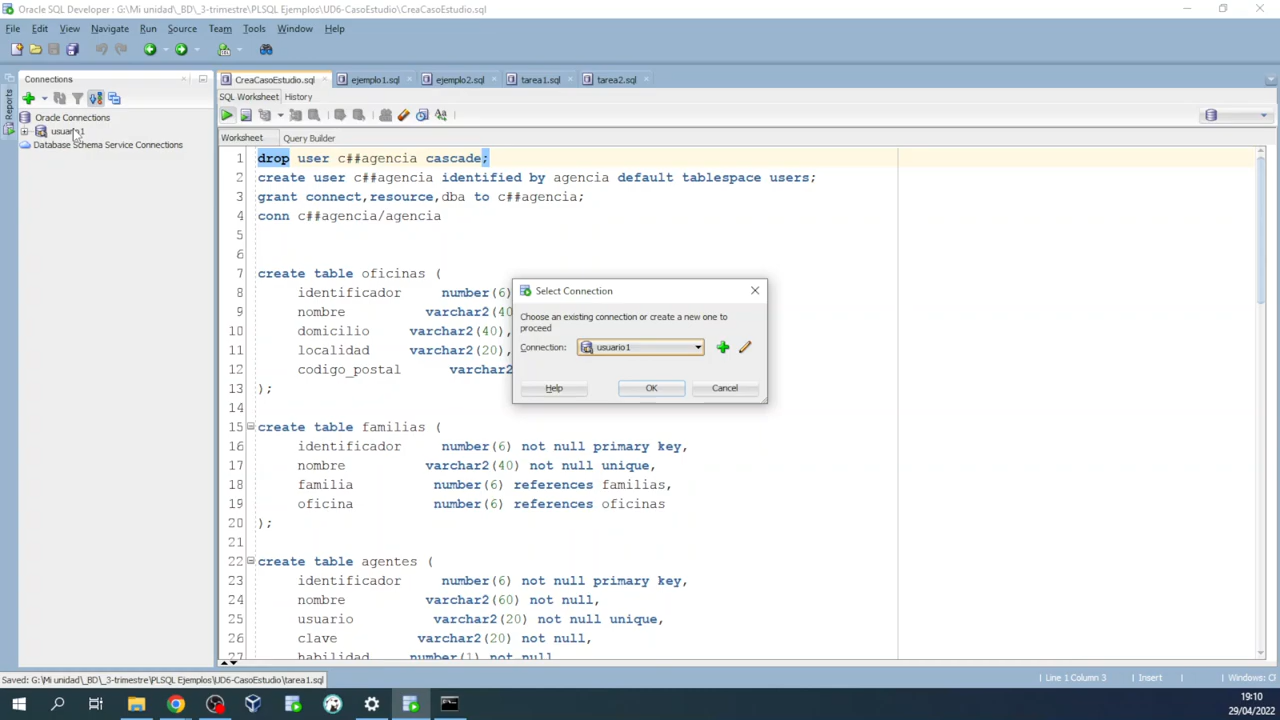 Oracle SQL Developer : G:\Mi unidad\_BD\_3-trimestre\PLSQL Ejemplos\UD6-CasoEstudio\CreaCasoEstudio.sql
File Edit View Navigate Run Source Team Tools Window Help
Connections
Reports
Oracle Connections
usuario1
Database Schema Service Connections
CreaCasoEstudio.sql ejemplo1.sql ejemplo2.sql tarea1.sql tarea2.sql
SQL Worksheet History
Worksheet Query Builder
1 drop user c##agencia cascade;
2 create user c##agencia identified by agencia default tablespace users;
3 grant connect,resource,dba to c##agencia;
4 conn c##agencia/agencia
5
6
7 create table oficinas (
8 identificador number(6)
9 nombre varchar2(40
10 domicilio varchar2(40),
11 localidad varchar2(20),
12 codigo_postal varchar2
13 );
14
15 create table familias (
16 identificador number(6) not null primary key,
17 nombre varchar2(40) not null unique,
18 familia number(6) references familias,
19 oficina number(6) references oficinas
20 );
21
22 create table agentes (
23 identificador number(6) not null primary key,
24 nombre varchar2(60) not null,
25 usuario varchar2(20) not null unique,
26 clave varchar2(20) not null,
27 habilidad number(1) not null
Select Connection
Choose an existing connection or create a new one to
proceed
Connection: usuario1
Help OK Cancel
Saved: G:\Mi unidad\_BD\_3-trimestre\PLSQL Ejemplos\UD6-CasoEstudio\tarea1.sql
Line 1 Column 3 Insert Windows: Cl
19:10
29/04/2022